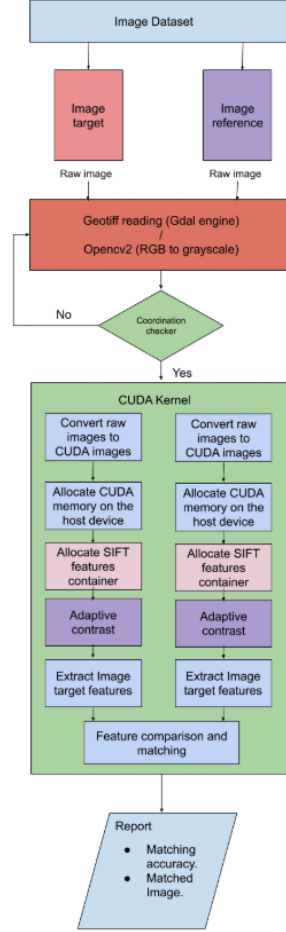 Image Dataset
Image
target
Image
reference
Raw image
Raw image
Geotiff reading (Gdal engine)
/
Opencv2 (RGB to grayscale)
No
Coordination
checker
Yes
CUDA Kernel
Convert raw
images to
CUDA images
Convert raw
images to
CUDA images
Allocate CUDA
memory on the
host device
Allocate CUDA
memory on the
host device
Allocate SIFT
features
container
Allocate SIFT
features
container
Adaptive
contrast
Adaptive
contrast
Extract Image
target features
Extract Image
target features
Feature comparison and
matching
Report
● Matching
accuracy.
● Matched
Image.